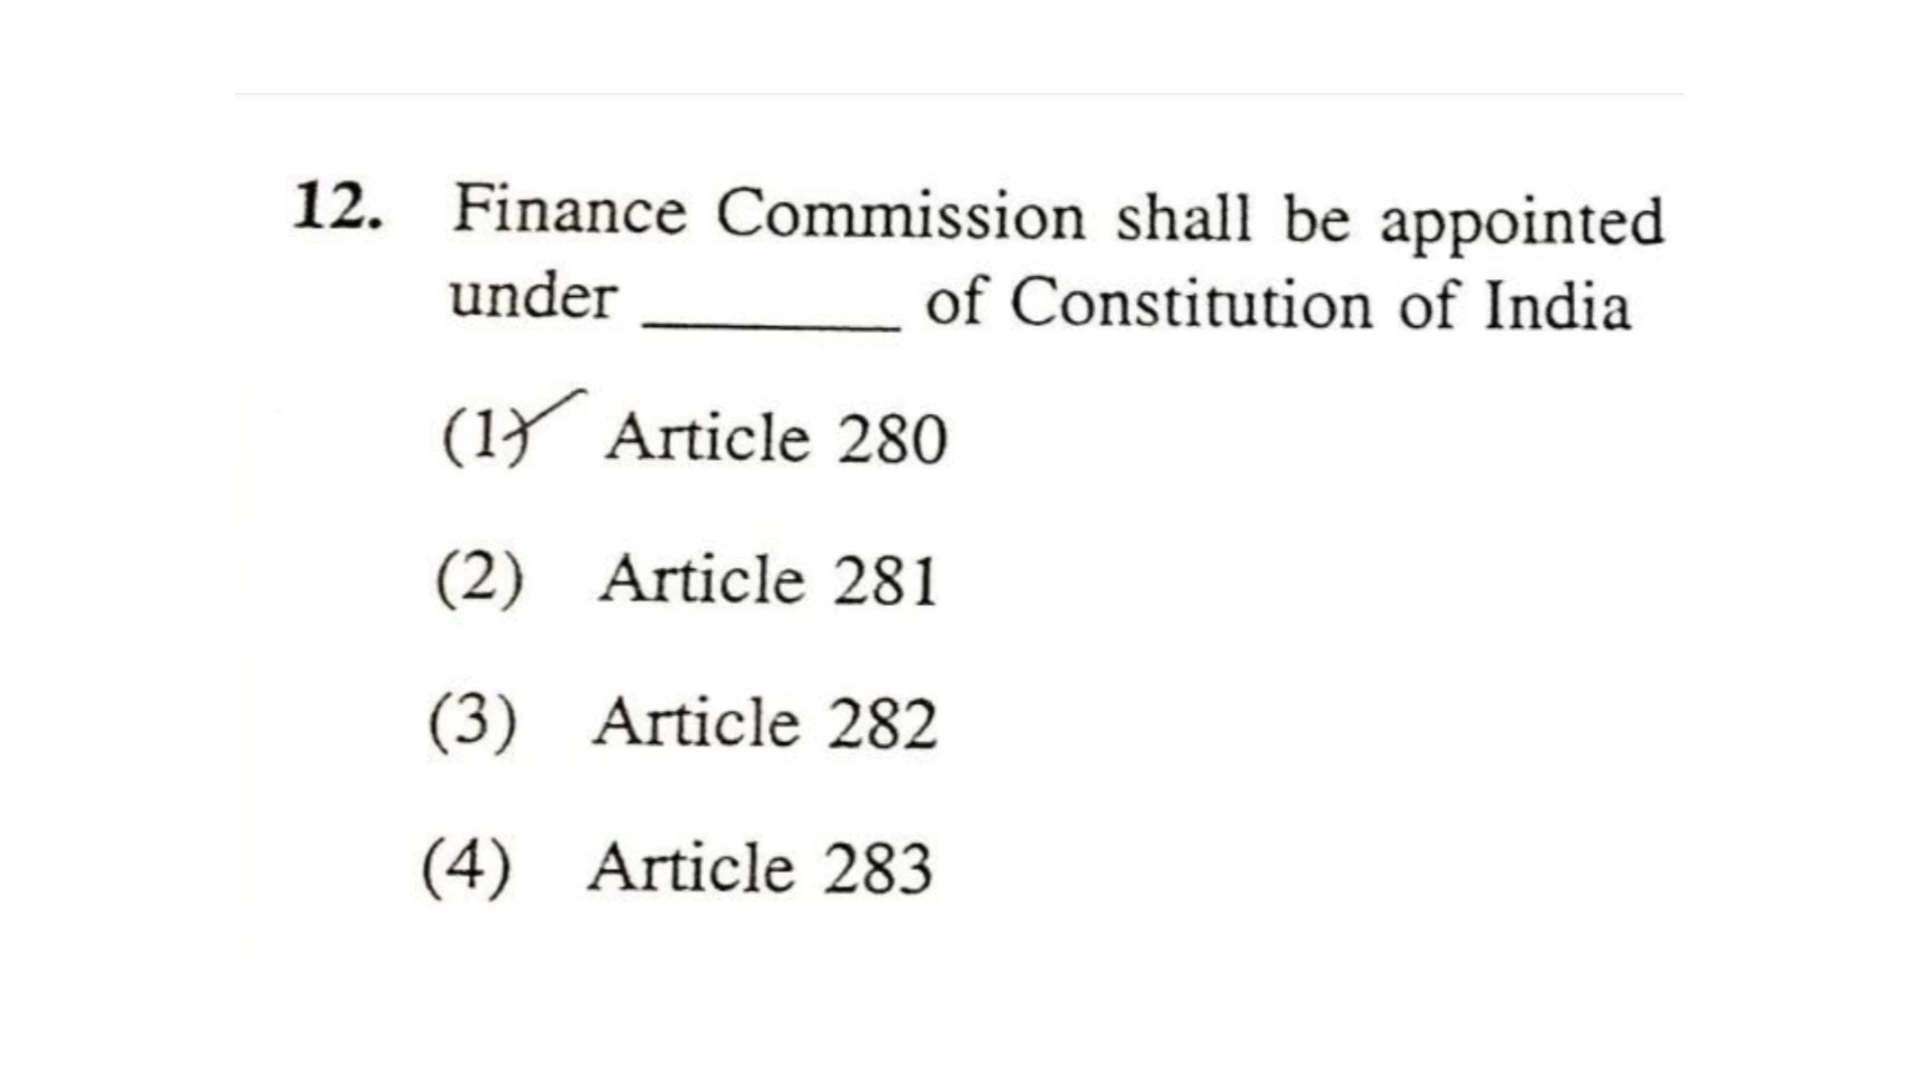 12. Finance Commission shall be appointed
under ________ of Constitution of India
(1) Article 280
(2) Article 281
(3) Article 282
(4) Article 283